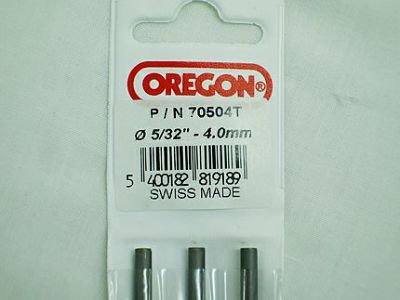 OREGON®
P/N 70504T
Ø 5/32" - 4.0mm
5 400182 819189
SWISS MADE